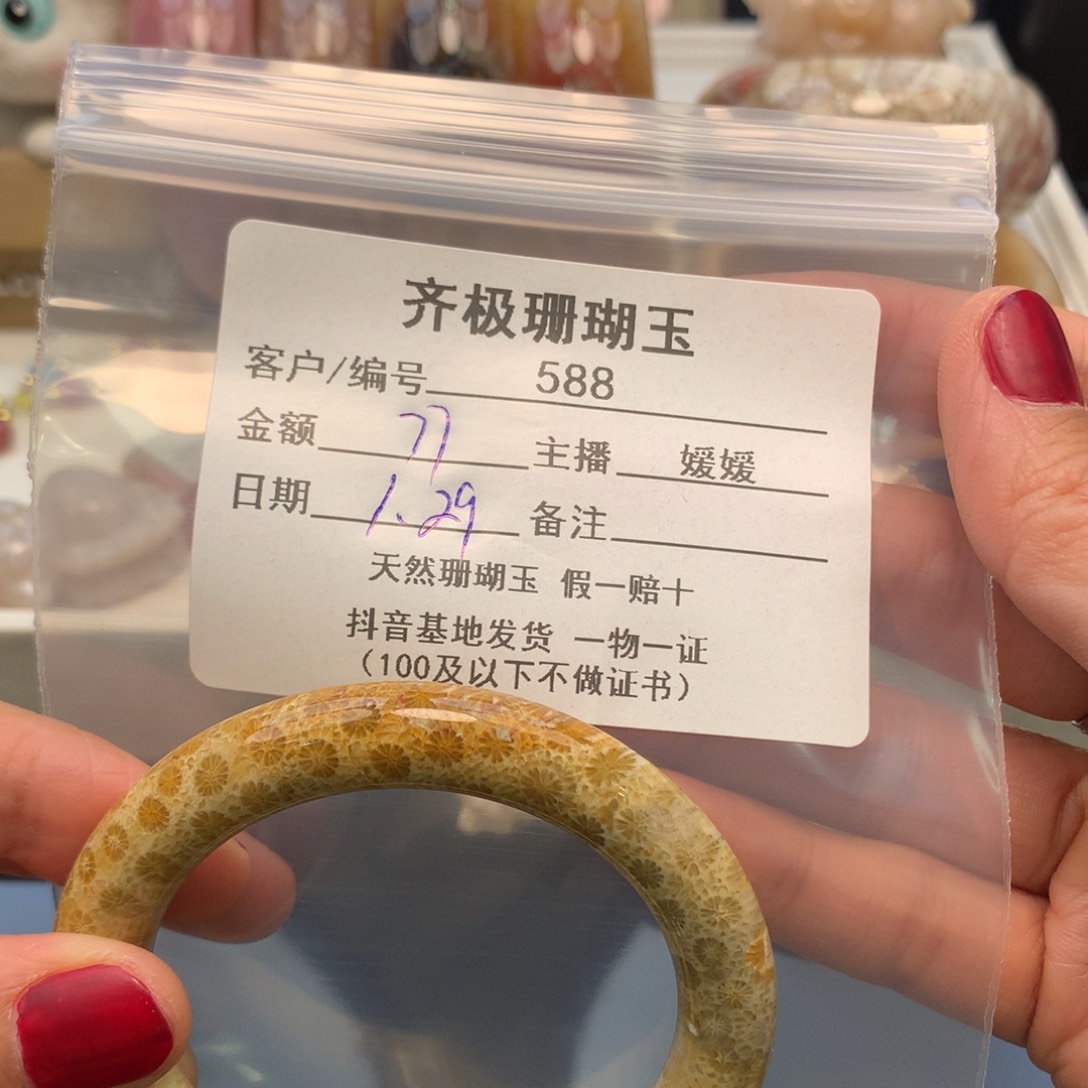 齐极珊瑚玉
客户/编号 588
金额 77 主播 媛媛
日期 1.29 备注
天然珊瑚玉 假一赔十
抖音基地发货 一物一证
（100及以下不做证书）